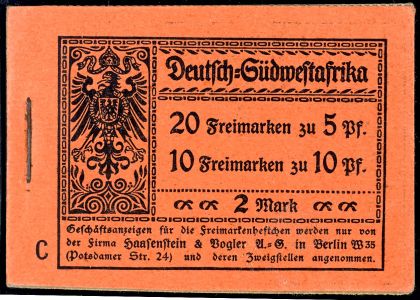 Deutsch=Südwestafrika
20 Freimarken zu 5 Pf.
10 Freimarken zu 10 Pf.
2 Mark
Geschäftsanzeigen für die Freimarkenheftchen werden nur von
der Firma Haasenstein & Vogler A.=G. in Berlin W 35
(Potsdamer Str. 24) und deren Zweigstellen angenommen.
C